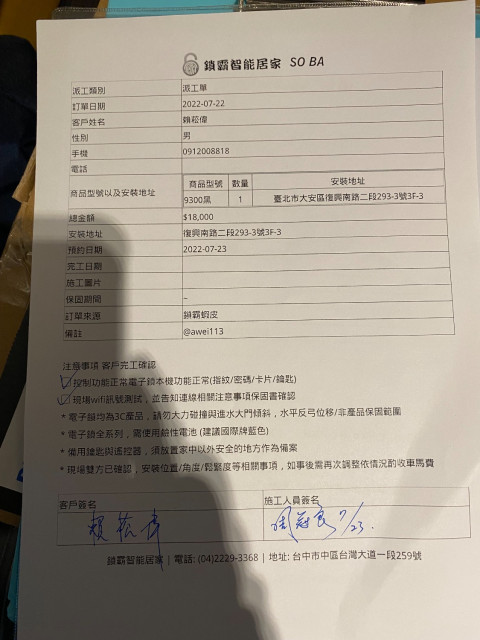 鎖霸智能居家 SO BA
派工類別 派工單
訂單日期 2022-07-22
客戶姓名 賴菘偉
性別 男
手機 0912008818
電話
商品型號以及安裝地址 商品型號 數量 安裝地址
9300黑 1 臺北市大安區復興南路二段293-3號3F-3
總金額 $18,000
安裝地址 復興南路二段293-3號3F-3
預約日期 2022-07-23
完工日期
施工圖片
保固期間 ~
訂單來源 鎖霸蝦皮
備註 @awei113
注意事項 客戶完工確認
控制功能正常電子鎖本機功能正常(指紋/密碼/卡片/鑰匙)
現場wifi訊號測試，並告知連線相關注意事項保固書確認
* 電子鎖均為3C產品，請勿大力碰撞與進水大門傾斜，水平反弓位移/非產品保固範圍
* 電子鎖全系列，需使用鹼性電池 (建議國際牌藍色)
* 備用鑰匙與遙控器，須放置家中以外安全的地方作為備案
* 現場雙方已確認，安裝位置/角度/鬆緊度等相關事項，如事後需再次調整依情況酌收車馬費
客戶簽名 施工人員簽名
賴菘偉 7/23.
鎖霸智能居家 | 電話: (04)2229-3368 | 地址: 台中市中區台灣大道一段259號